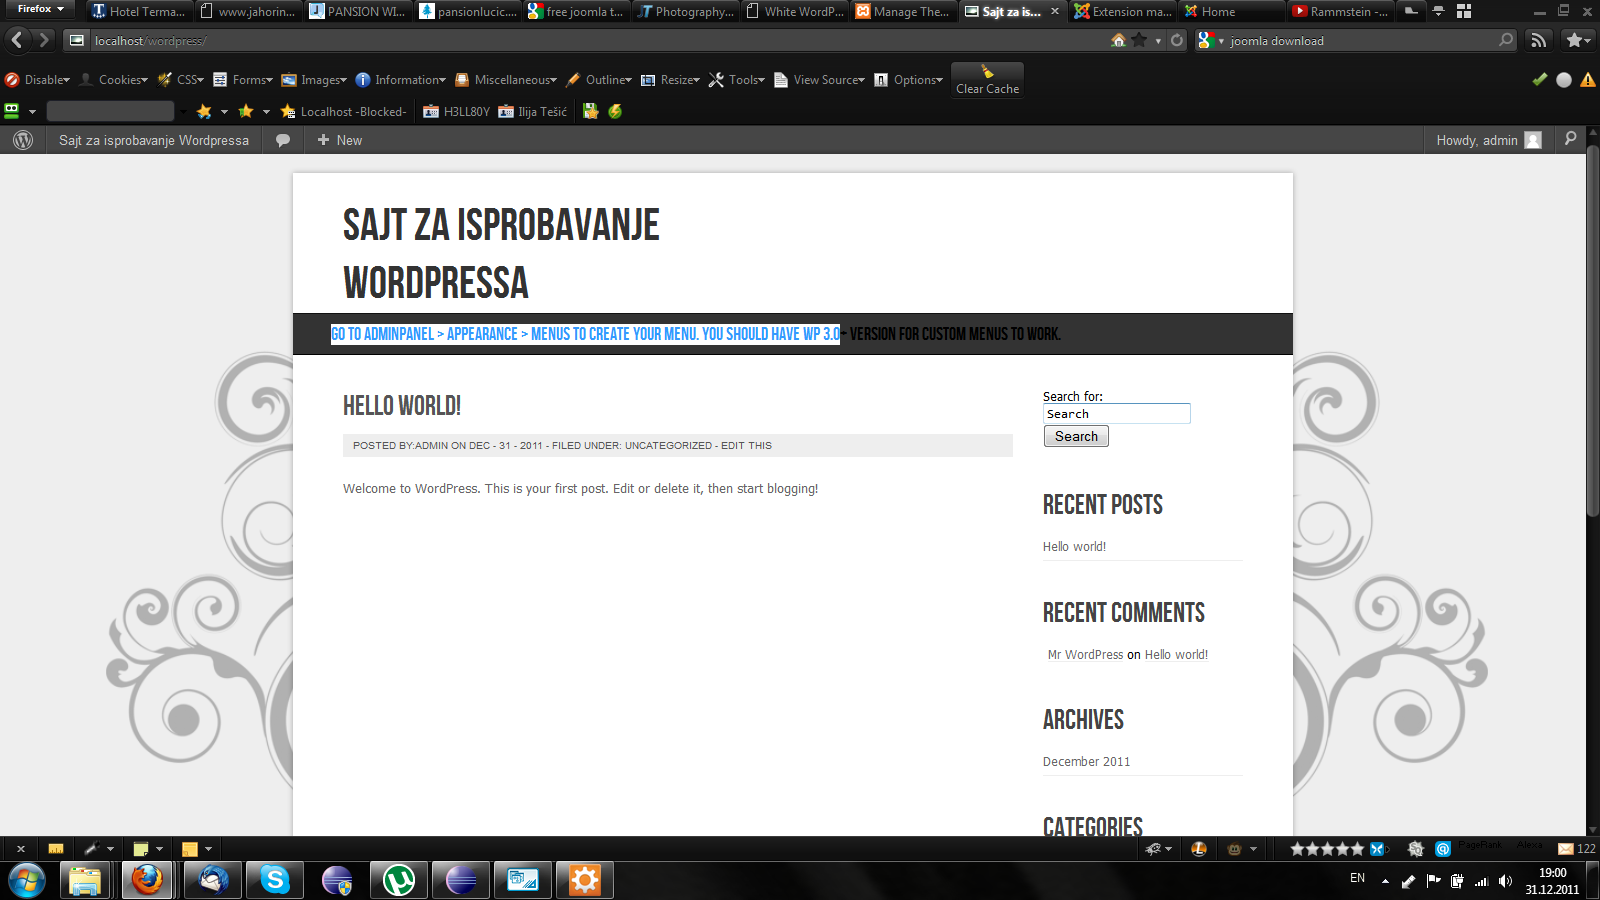 Firefox
Hotel Terma...
www.jahorin...
PANSION WI...
pansionlucic....
free joomla t...
Photography...
White WordP...
Manage The...
Sajt za is...
Extension ma...
Home
Rammstein -...
localhost/wordpress/
joomla download
Disable
Cookies
CSS
Forms
Images
Information
Miscellaneous
Outline
Resize
Tools
View Source
Options
Clear Cache
Localhost -Blocked-
H3LL80Y
Ilija Tešić
Sajt za isprobavanje Wordpressa
New
Howdy, admin
SAJT ZA ISPROBAVANJE
WORDPRESSA
GO TO ADMINPANEL > APPEARANCE > MENUS TO CREATE YOUR MENU. YOU SHOULD HAVE WP 3.0+ VERSION FOR CUSTOM MENUS TO WORK.
HELLO WORLD!
POSTED BY:ADMIN ON DEC - 31 - 2011 - FILED UNDER: UNCATEGORIZED - EDIT THIS
Welcome to WordPress. This is your first post. Edit or delete it, then start blogging!
Search for:
Search
Search
RECENT POSTS
Hello world!
RECENT COMMENTS
Mr WordPress on Hello world!
ARCHIVES
December 2011
CATEGORIES
PageRank
Alexa
122
EN
19:00
31.12.2011